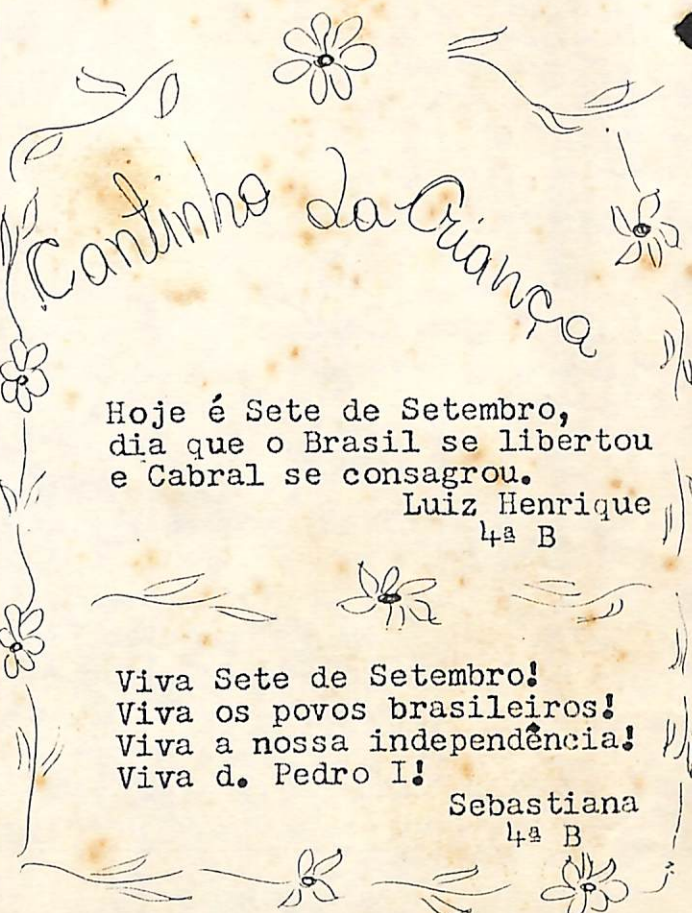 Cantinho da Criança
Hoje é Sete de Setembro,
dia que o Brasil se libertou
e Cabral se consagrou.
Luiz Henrique
4ª B
Viva Sete de Setembro!
Viva os povos brasileiros!
Viva a nossa independência!
Viva d. Pedro I!
Sebastiana
4ª B